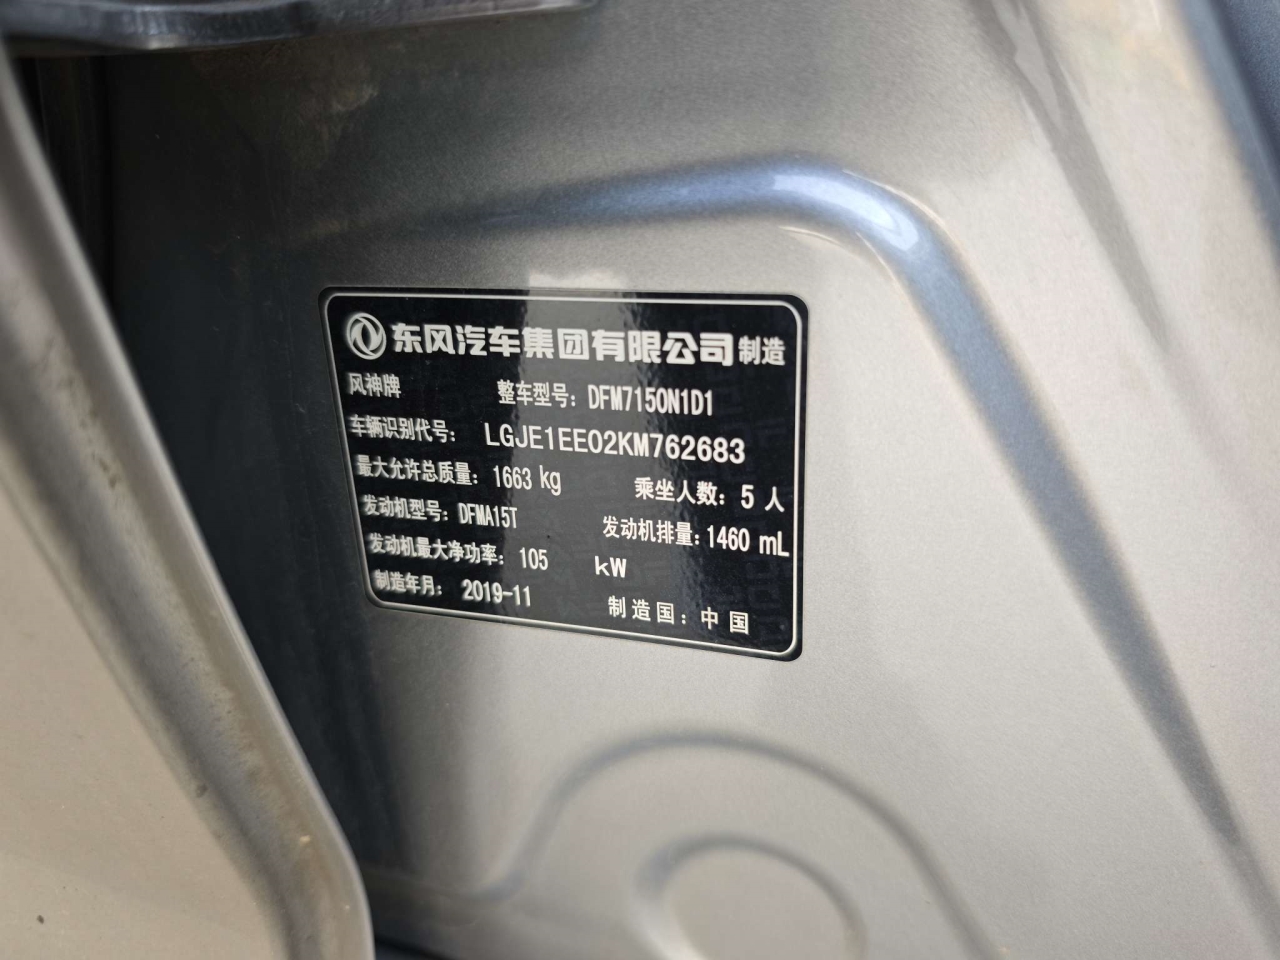 东风汽车集团有限公司制造
风神牌 整车型号：DFM7150N1D1
车辆识别代号：LGJE1EE02KM762683
最大允许总质量：1663 kg 乘坐人数：5 人
发动机型号：DFMA15T 发动机排量：1460 mL
发动机最大净功率：105 kW
制造年月：2019-11 制造国：中国